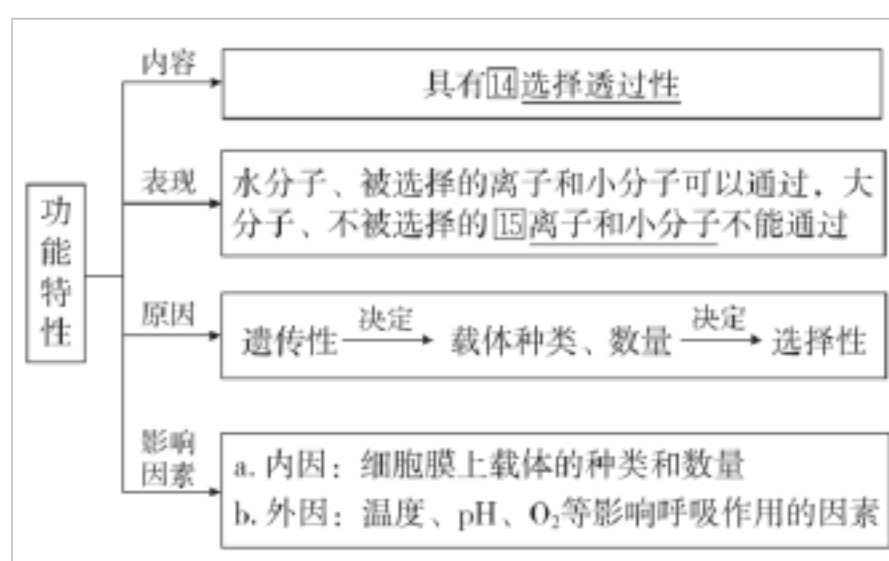 内容
具有14选择透过性
表现
水分子、被选择的离子和小分子可以通过，大
分子、不被选择的15离子和小分子不能通过
功能特性
原因
遗传性 决定 载体种类、数量 决定 选择性
影响
因素
a. 内因：细胞膜上载体的种类和数量
b. 外因：温度、pH、O₂等影响呼吸作用的因素